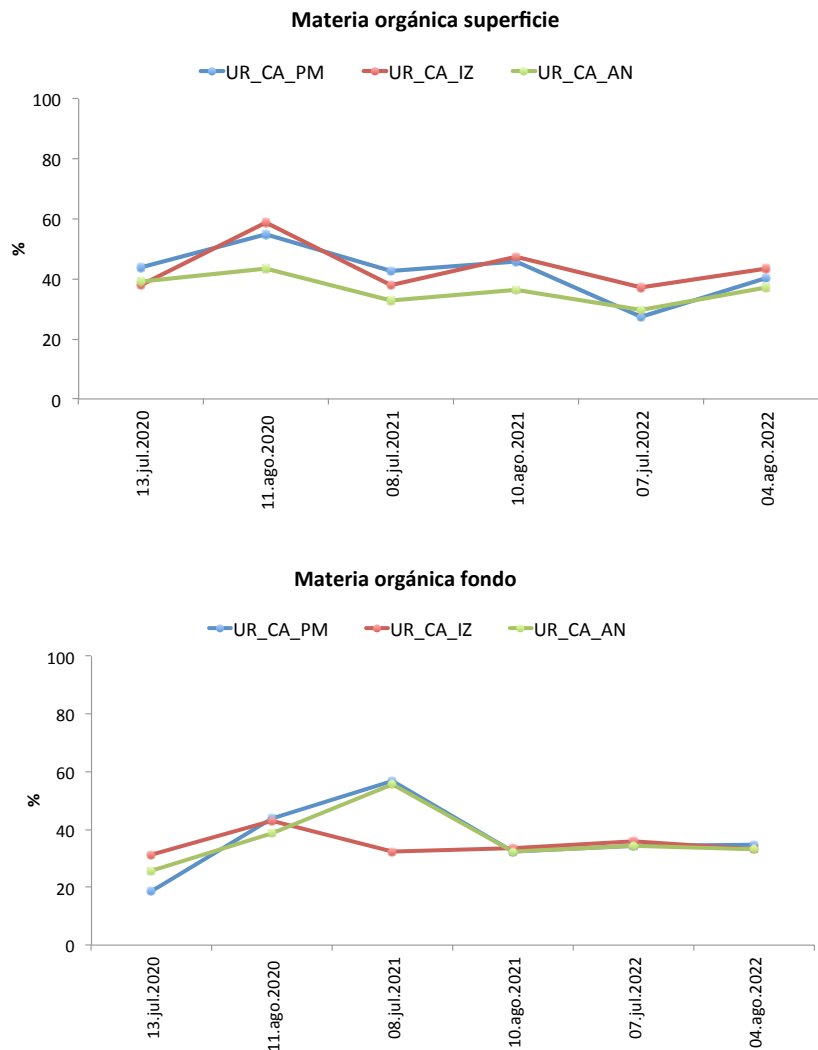 Materia orgánica superficie
UR_CA_PM UR_CA_IZ UR_CA_AN
100
80
60
40
20
0
%
13.jul.2020
11.ago.2020
08.jul.2021
10.ago.2021
07.jul.2022
04.ago.2022
Materia orgánica fondo
UR_CA_PM UR_CA_IZ UR_CA_AN
100
80
60
40
20
0
%
13.jul.2020
11.ago.2020
08.jul.2021
10.ago.2021
07.jul.2022
04.ago.2022